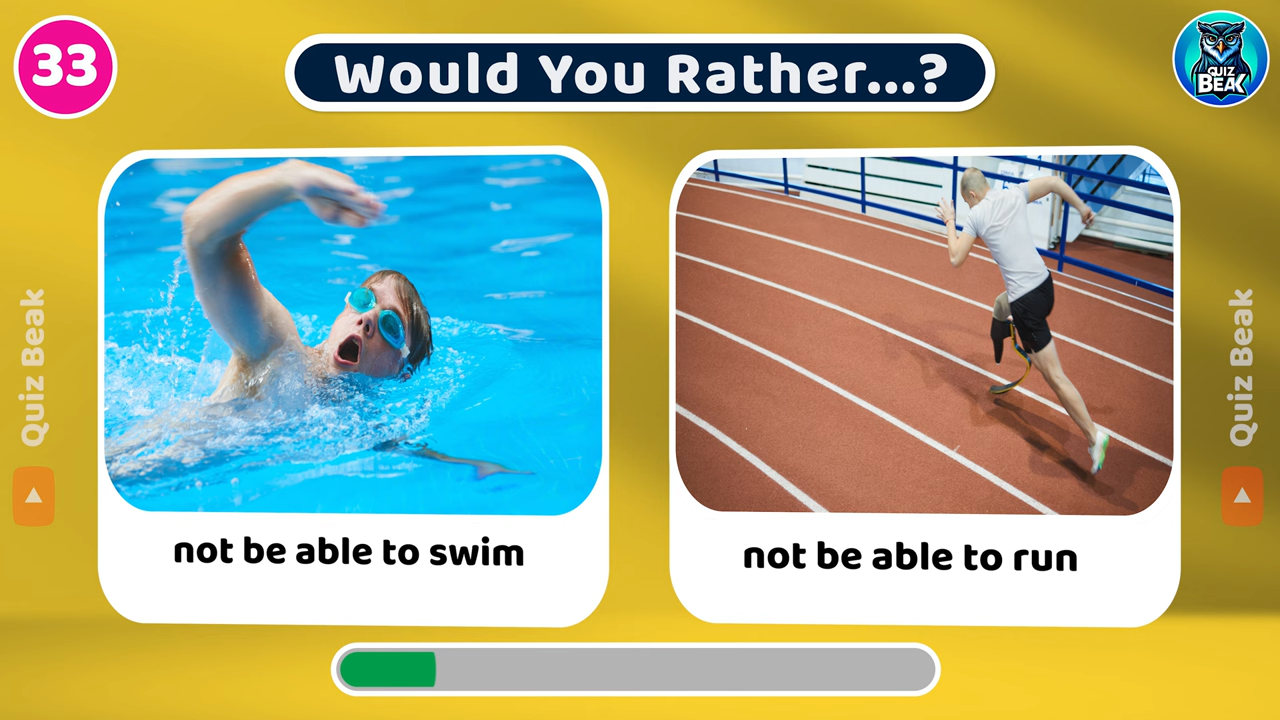 33
Would You Rather...?
QUIZ
BEAK
Quiz Beak
not be able to swim
not be able to run
Quiz Beak